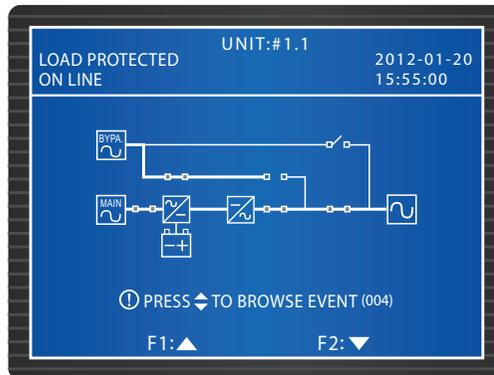 UNIT:#1.1
LOAD PROTECTED
ON LINE
2012-01-20
15:55:00
BYPA.
MAIN
! PRESS TO BROWSE EVENT (004)
F1:
F2: